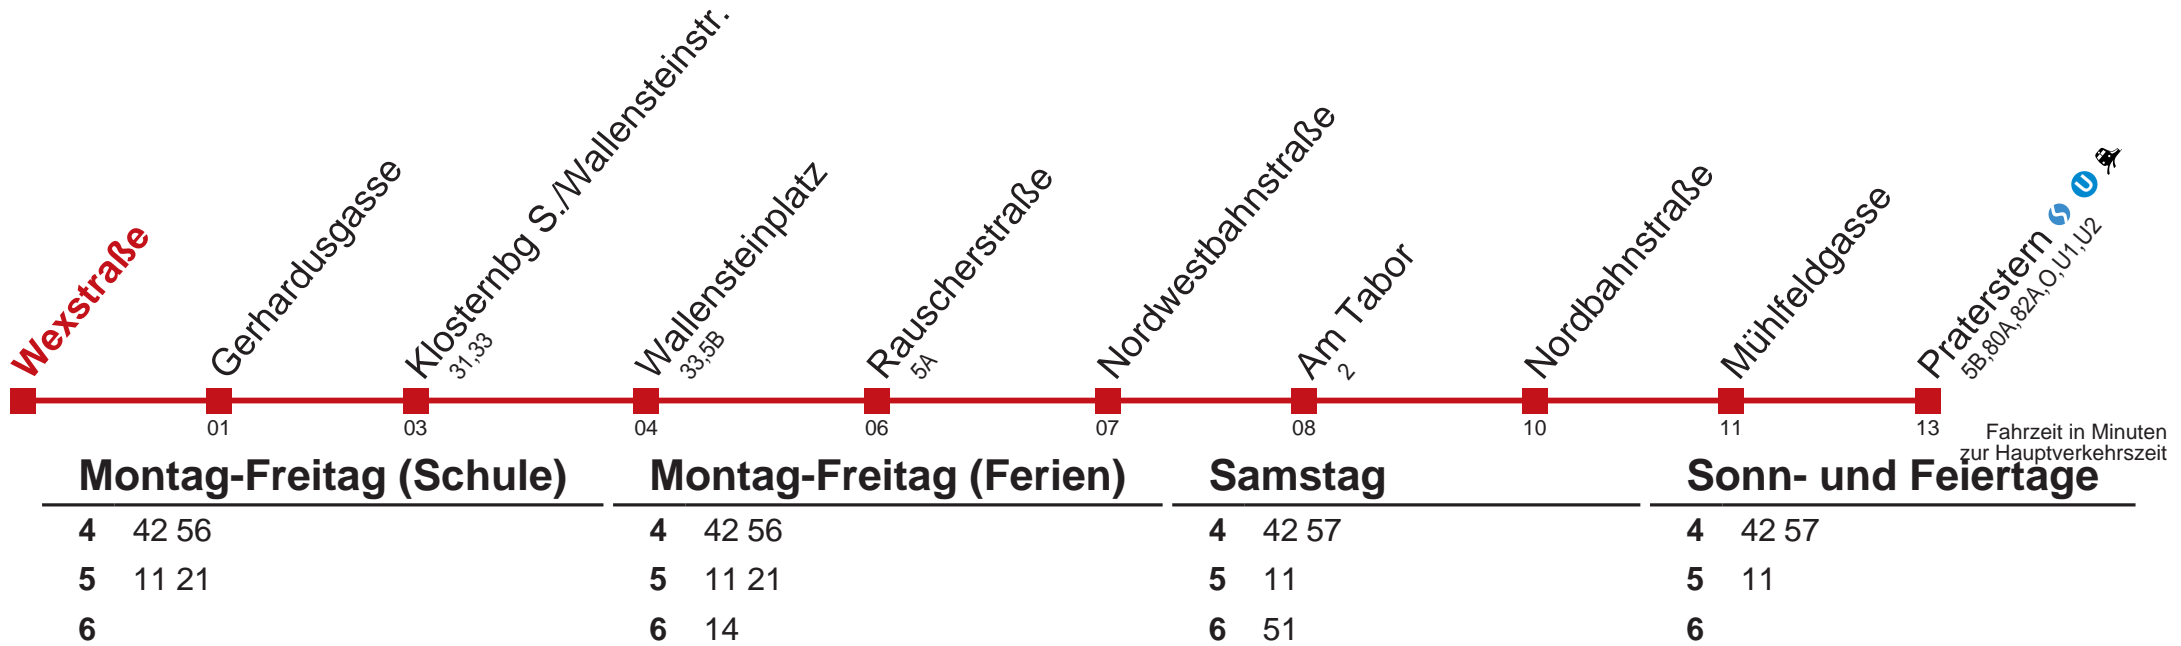 Wexstraße
Gerhardusgasse
Klosternbg S./Wallensteinstr.
31,33
Wallensteinplatz
33,5B
Rauscherstraße
5A
Nordwestbahnstraße
Am Tabor
2
Nordbahnstraße
Mühlfeldgasse
Praterstern S U
5B,80A,82A,O,U1,U2
01 03 04 06 07 08 10 11 13
Fahrzeit in Minuten
zur Hauptverkehrszeit
Montag-Freitag (Schule)
4 42 56
5 11 21
6
Montag-Freitag (Ferien)
4 42 56
5 11 21
6 14
Samstag
4 42 57
5 11
6 51
Sonn- und Feiertage
4 42 57
5 11
6